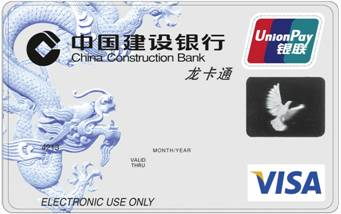 中国建设银行
China Construction Bank
UnionPay
银联
龙卡通
4213
MONTH/YEAR
VALID
THRU
VISA
ELECTRONIC USE ONLY